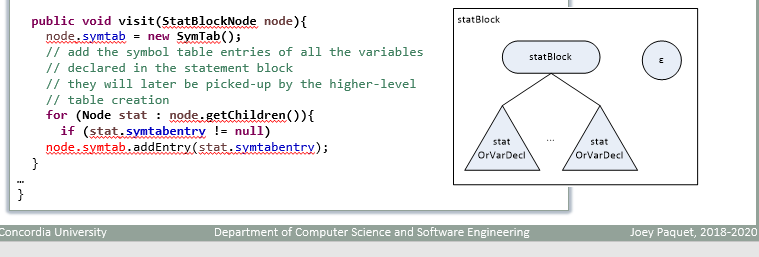 public void visit(StatBlockNode node){
node.symtab = new SymTab();
// add the symbol table entries of all the variables
// declared in the statement block
// they will later be picked-up by the higher-level
// table creation
for (Node stat : node.getChildren()){
if (stat.symtabentry != null)
node.symtab.addEntry(stat.symtabentry);
}
…
}
statBlock
statBlock
ε
stat
OrVarDecl
...
stat
OrVarDecl
Concordia University
Department of Computer Science and Software Engineering
Joey Paquet, 2018-2020